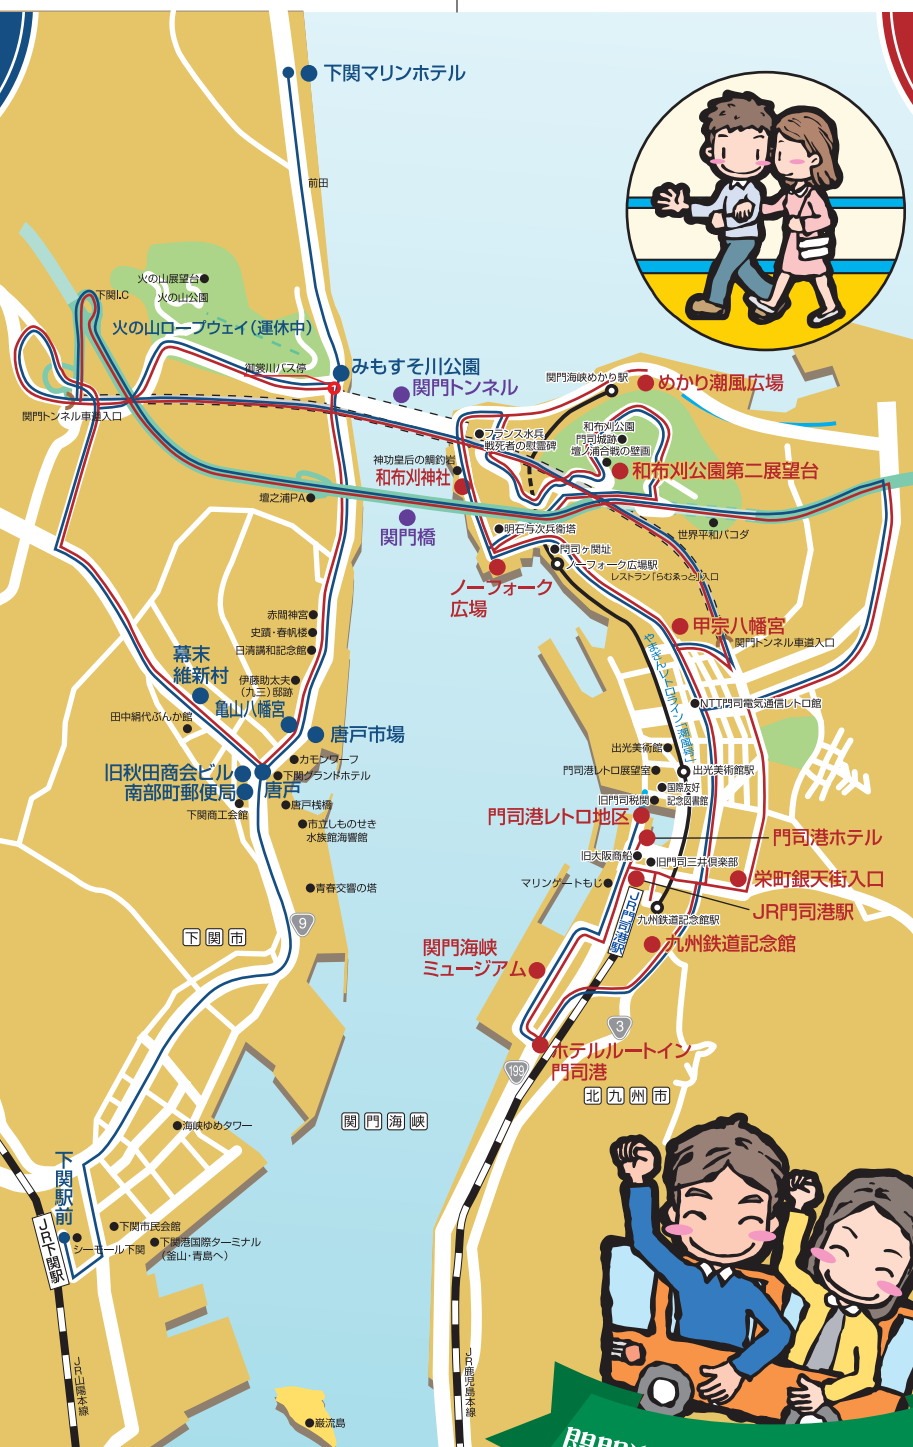 下関マリンホテル
前田
火の山展望台
火の山公園
下関I.C
火の山ロープウェイ(運休中)
御裳川バス停
みもすそ川公園
関門トンネル
関門トンネル車道入口
関門海峡めかり駅
めかり潮風広場
フランス水兵
戦死者の慰霊碑
和布刈公園
門司城跡
壇ノ浦合戦の壁画
和布刈公園第二展望台
神功皇后の鯛釣岩
和布刈神社
壇之浦PA
関門橋
明石与次兵衛塔
世界平和パゴダ
門司ヶ関址
ノーフォーク広場駅
レストラン「らむゑっと」入口
ノーフォーク
広場
赤間神宮
史蹟・春帆楼
日清講和記念館
甲宗八幡宮
関門トンネル車道入口
幕末
維新村
伊藤助太夫
(九三)邸跡
亀山八幡宮
田中絹代ぶんか館
唐戸市場
NTT門司電気通信レトロ館
カモンワーフ
出光美術館
旧秋田商会ビル
南部町郵便局
唐戸
下関グランドホテル
門司港レトロ展望室
出光美術館駅
国際友好
記念図書館
旧門司税関
下関商工会館
唐戸桟橋
市立しものせき
水族館海響館
門司港レトロ地区
門司港ホテル
旧大阪商船
旧門司三井倶楽部
マリンゲートもじ
栄町銀天街入口
青春交響の塔
JR門司港駅
JR門司港駅
九州鉄道記念館駅
9
下関市
関門海峡
ミュージアム
九州鉄道記念館
3
ホテルルートイン
門司港
199
北九州市
関門海峡
海峡ゆめタワー
下関駅前
JR下関駅
シーモール下関
下関市民会館
下関港国際ターミナル
(釜山・青島へ)
JR山陽本線
JR鹿児島本線
巌流島